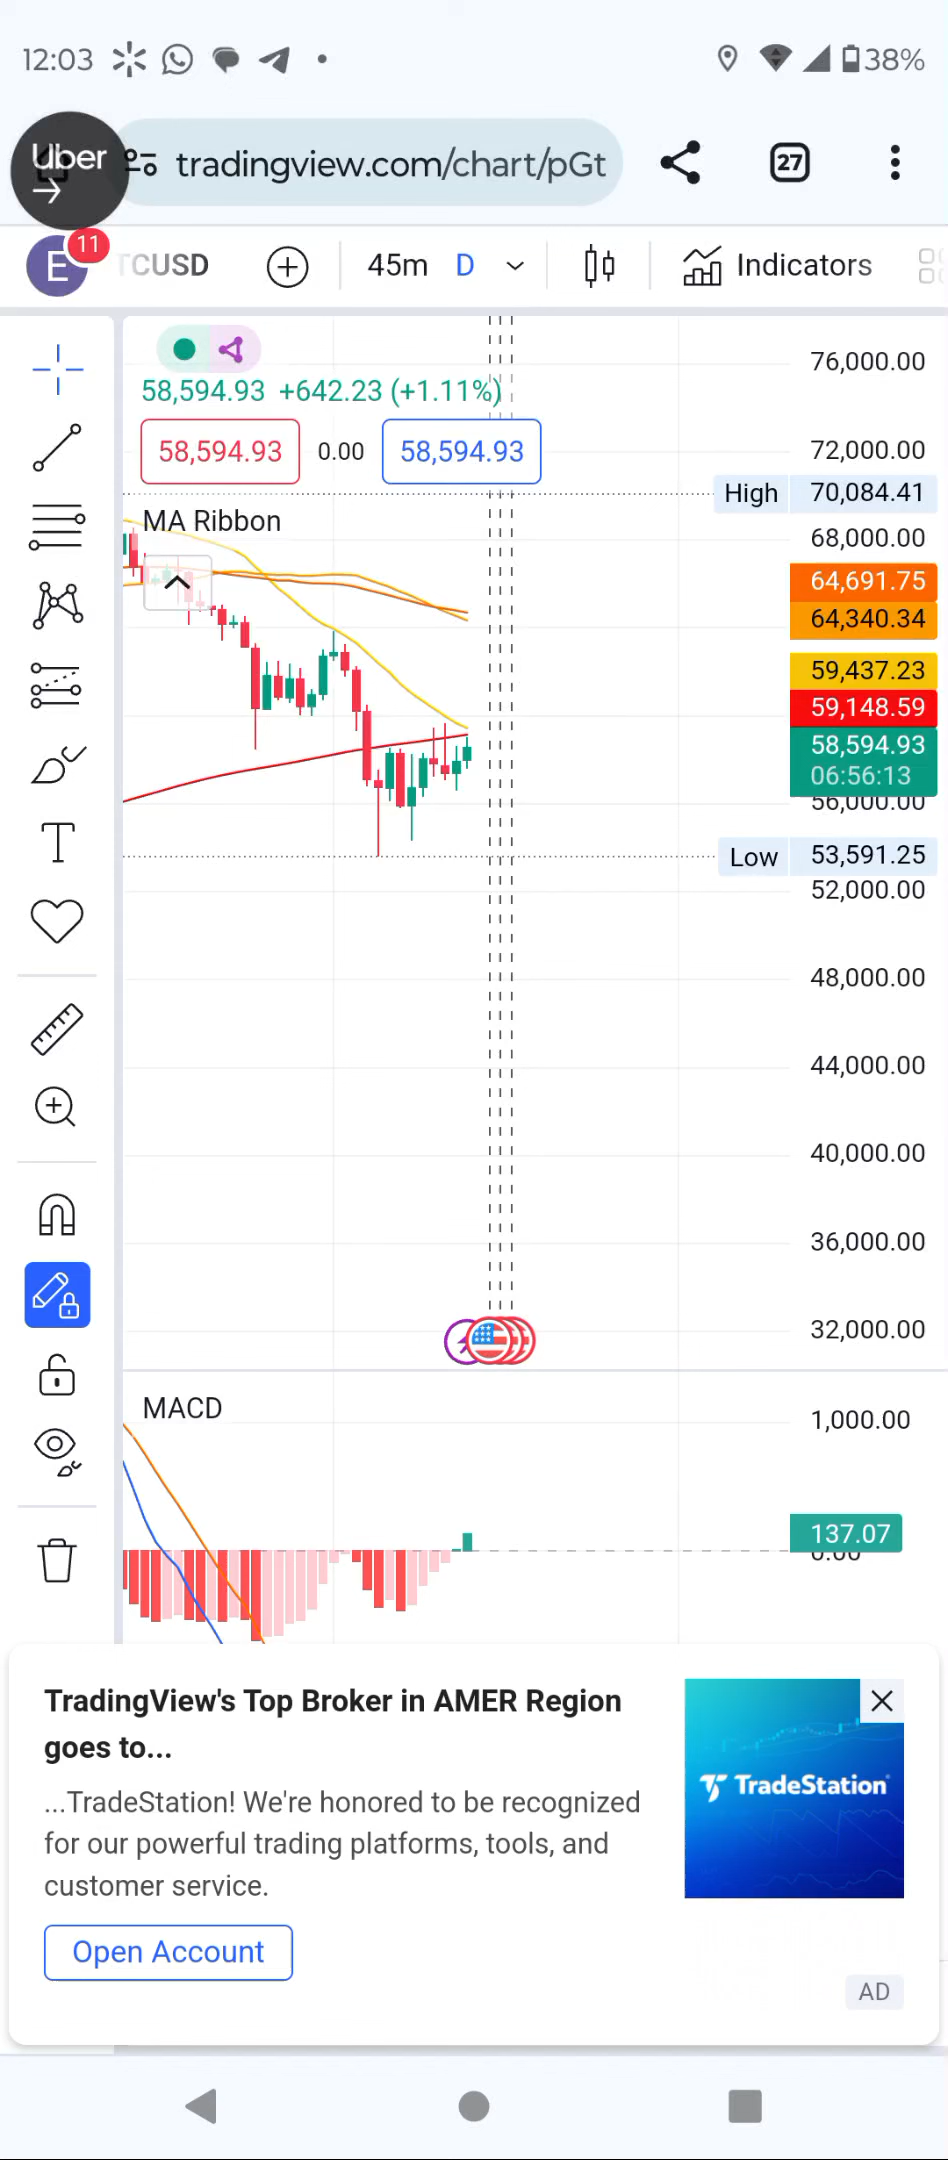 12:03
38%
Uber
tradingview.com/chart/pGt
27
11
E
TCUSD
45m D
Indicators
58,594.93 +642.23 (+1.11%)
58,594.93 0.00 58,594.93
MA Ribbon
76,000.00
72,000.00
High 70,084.41
68,000.00
64,691.75
64,340.34
59,437.23
59,148.59
58,594.93
06:56:13
56,000.00
Low 53,591.25
52,000.00
48,000.00
44,000.00
40,000.00
36,000.00
32,000.00
MACD
1,000.00
137.07
0.00
TradingView's Top Broker in AMER Region
goes to...
...TradeStation! We're honored to be recognized
for our powerful trading platforms, tools, and
customer service.
TradeStation
Open Account
AD